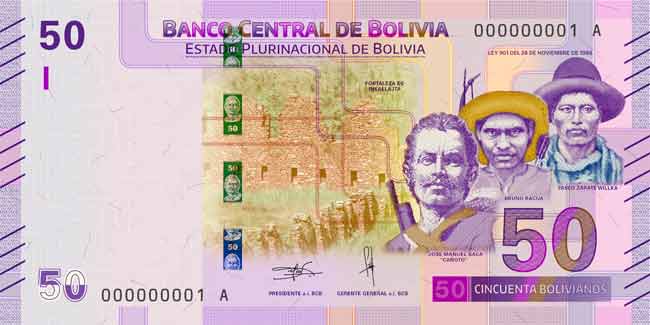 50
BANCO CENTRAL DE BOLIVIA
000000001 A
ESTADO PLURINACIONAL DE BOLIVIA
LEY 901 DEL 28 DE NOVIEMBRE DE 1986
FORTALEZA DE
INKALLAJTA
50
50
50
PABLO ZÁRATE WILLKA
BRUNO RACUA
JOSÉ MANUEL BACA
"CAÑOTO"
50
50
000000001 A
PRESIDENTE a.i. BCB
GERENTE GENERAL a.i. BCB
50 CINCUENTA BOLIVIANOS